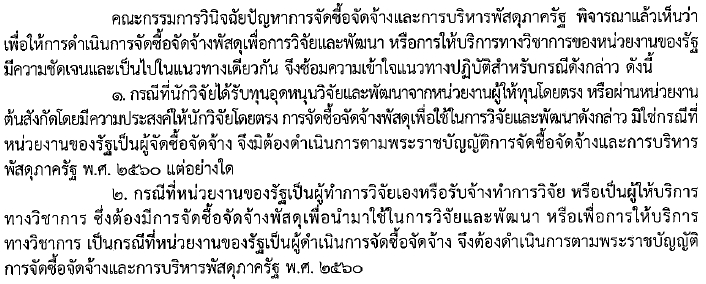 คณะกรรมการวินิจฉัยปัญหาการจัดซื้อจัดจ้างและการบริหารพัสดุภาครัฐ พิจารณาแล้วเห็นว่า
เพื่อให้การดำเนินการจัดซื้อจัดจ้างพัสดุเพื่อการวิจัยและพัฒนา หรือการให้บริการทางวิชาการของหน่วยงานของรัฐ
มีความชัดเจนและเป็นไปในแนวทางเดียวกัน จึงซ้อมความเข้าใจแนวทางปฏิบัติสำหรับกรณีดังกล่าว ดังนี้
๑. กรณีที่นักวิจัยได้รับทุนอุดหนุนวิจัยและพัฒนาจากหน่วยงานผู้ให้ทุนโดยตรง หรือผ่านหน่วยงาน
ต้นสังกัดโดยมีความประสงค์ให้นักวิจัยโดยตรง การจัดซื้อจัดจ้างพัสดุเพื่อใช้ในการวิจัยและพัฒนาดังกล่าว มิใช่กรณีที่
หน่วยงานของรัฐเป็นผู้จัดซื้อจัดจ้าง จึงมิต้องดำเนินการตามพระราชบัญญัติการจัดซื้อจัดจ้างและการบริหาร
พัสดุภาครัฐ พ.ศ. ๒๕๖๐ แต่อย่างใด
๒. กรณีที่หน่วยงานของรัฐเป็นผู้ทำการวิจัยเองหรือรับจ้างทำการวิจัย หรือเป็นผู้ให้บริการ
ทางวิชาการ ซึ่งต้องมีการจัดซื้อจัดจ้างพัสดุเพื่อนำมาใช้ในการวิจัยและพัฒนา หรือเพื่อการให้บริการ
ทางวิชาการ เป็นกรณีที่หน่วยงานของรัฐเป็นผู้ดำเนินการจัดซื้อจัดจ้าง จึงต้องดำเนินการตามพระราชบัญญัติ
การจัดซื้อจัดจ้างและการบริหารพัสดุภาครัฐ พ.ศ. ๒๕๖๐